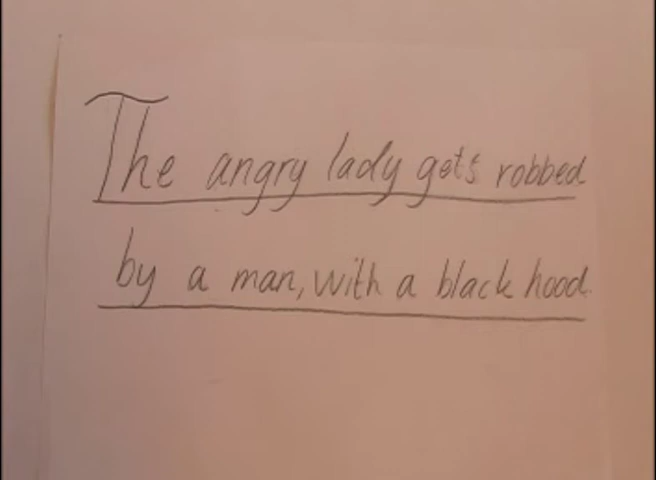 The angry lady gets robbed
by a man, with a black hood.